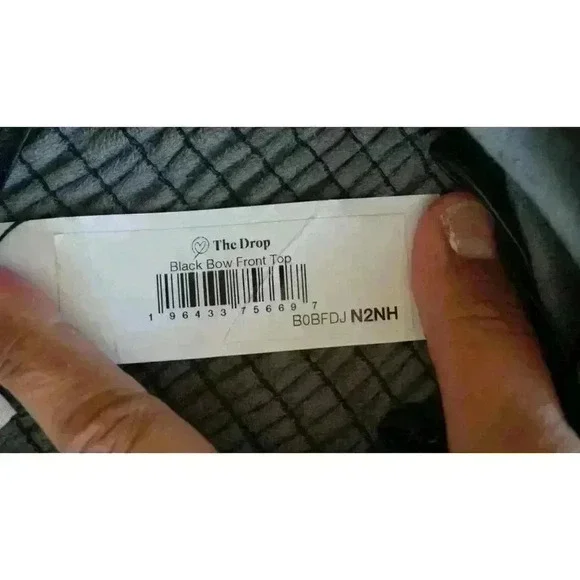 The Drop
Black Bow Front Top
1 96433 75669 7
B0BFDJ N2NH